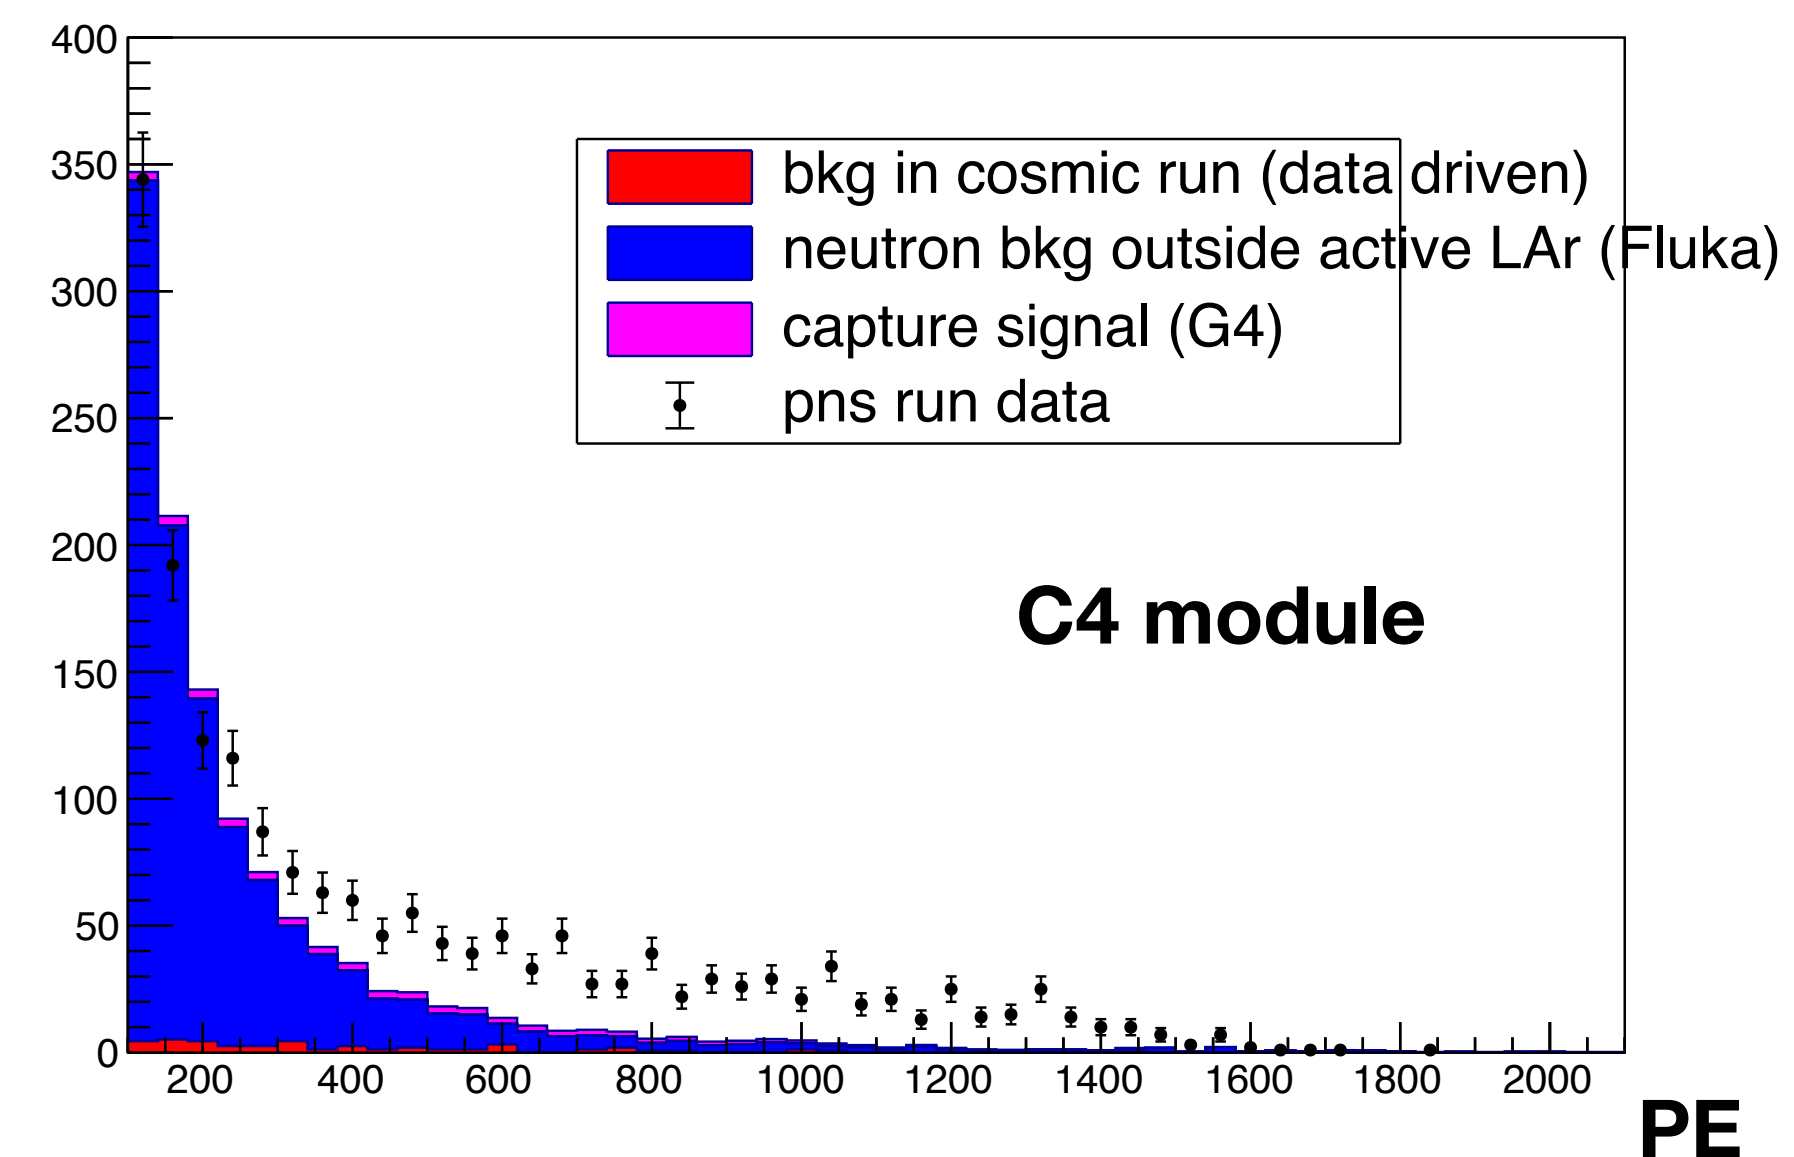 400
350
300
250
200
150
100
50
0
bkg in cosmic run (data driven)
neutron bkg outside active LAr (Fluka)
capture signal (G4)
pns run data
C4 module
200 400 600 800 1000 1200 1400 1600 1800 2000
PE